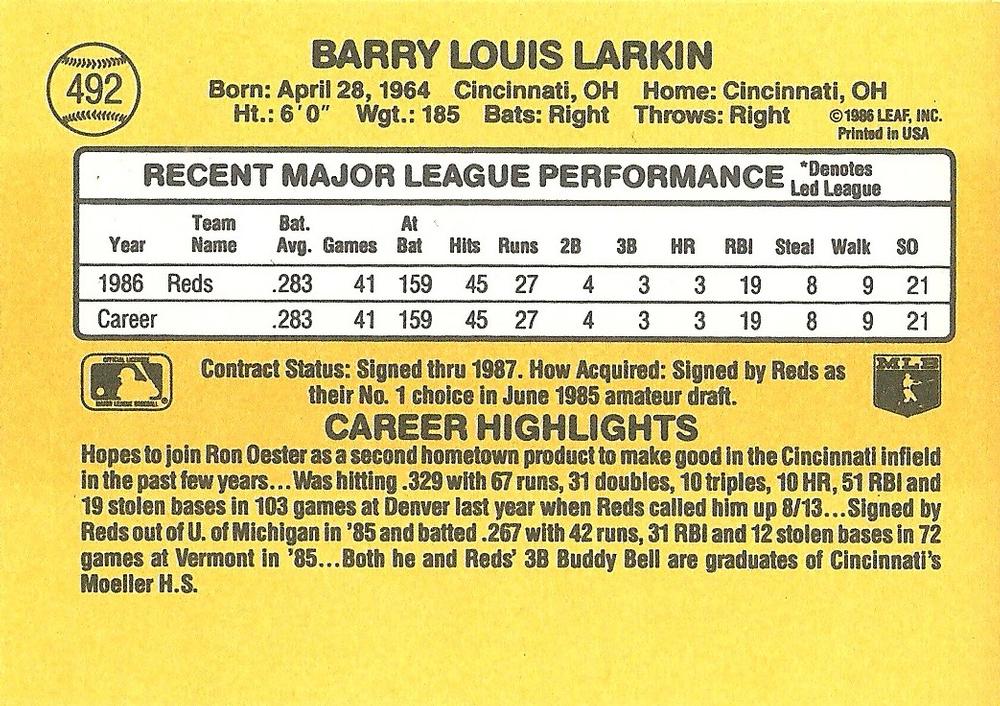 492
BARRY LOUIS LARKIN
Born: April 28, 1964 Cincinnati, OH Home: Cincinnati, OH
Ht.: 6´0˝ Wgt.: 185 Bats: Right Throws: Right
©1986 LEAF, INC.
Printed in USA
RECENT MAJOR LEAGUE PERFORMANCE *Denotes Led League
Year Team Name Bat. Avg. Games At Bat Hits Runs 2B 3B HR RBI Steal Walk SO
1986 Reds .283 41 159 45 27 4 3 3 19 8 9 21
Career .283 41 159 45 27 4 3 3 19 8 9 21
OFFICIAL LICENSEE
MAJOR LEAGUE BASEBALL
MLB
Contract Status: Signed thru 1987. How Acquired: Signed by Reds as
their No. 1 choice in June 1985 amateur draft.
CAREER HIGHLIGHTS
Hopes to join Ron Oester as a second hometown product to make good in the Cincinnati infield
in the past few years...Was hitting .329 with 67 runs, 31 doubles, 10 triples, 10 HR, 51 RBI and
19 stolen bases in 103 games at Denver last year when Reds called him up 8/13...Signed by
Reds out of U. of Michigan in '85 and batted .267 with 42 runs, 31 RBI and 12 stolen bases in 72
games at Vermont in '85...Both he and Reds' 3B Buddy Bell are graduates of Cincinnati's
Moeller H.S.